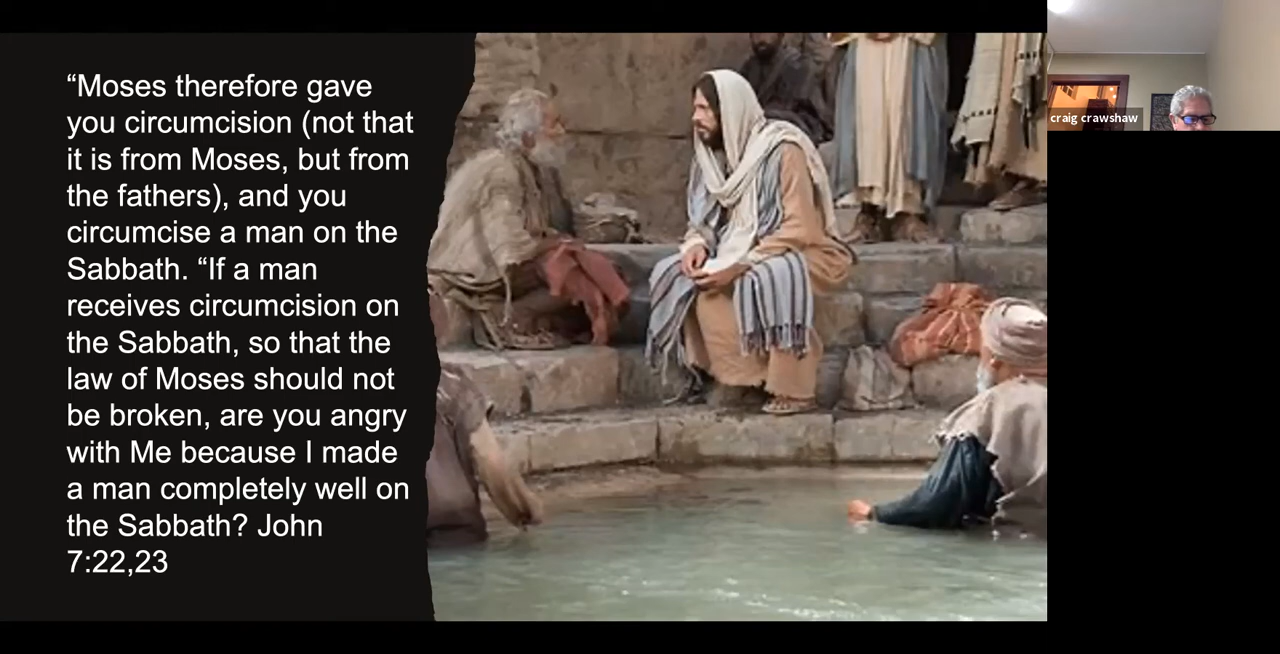 “Moses therefore gave
you circumcision (not that
it is from Moses, but from
the fathers), and you
circumcise a man on the
Sabbath. “If a man
receives circumcision on
the Sabbath, so that the
law of Moses should not
be broken, are you angry
with Me because I made
a man completely well on
the Sabbath? John
7:22,23
craig crawshaw